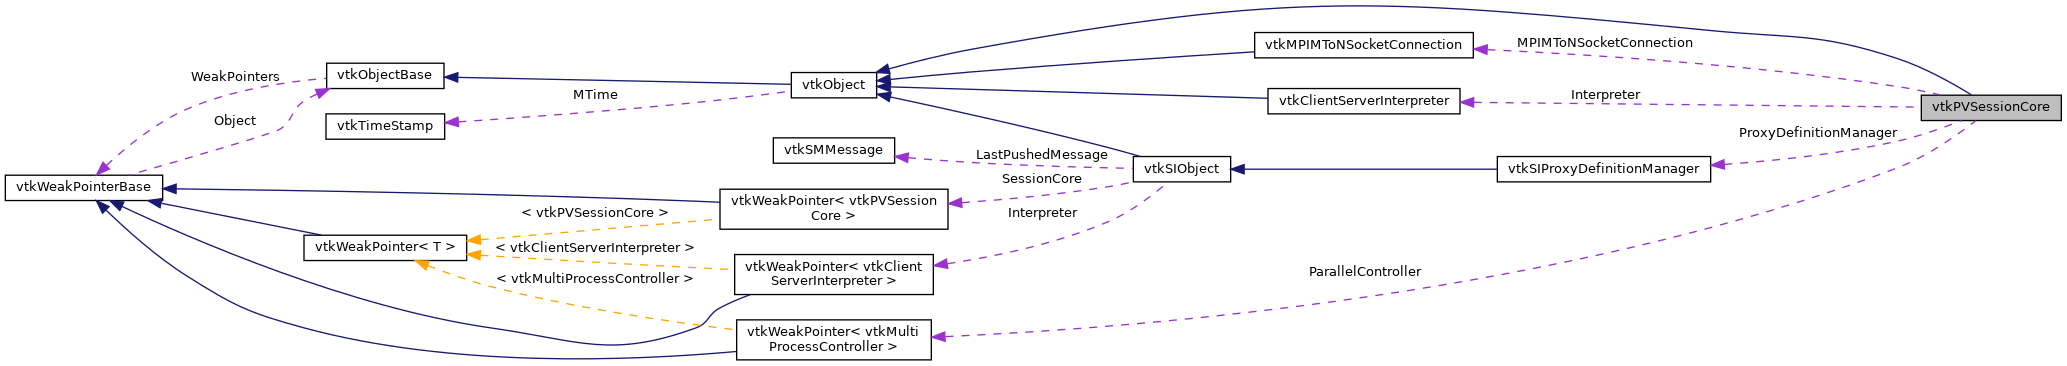 vtkMPIMToNSocketConnection
MPIMToNSocketConnection
vtkObjectBase
WeakPointers
vtkObject
MTime
vtkClientServerInterpreter
Interpreter
vtkPVSessionCore
Object
vtkTimeStamp
ProxyDefinitionManager
vtkSMMessage
LastPushedMessage
vtkSIObject
vtkSIProxyDefinitionManager
SessionCore
vtkWeakPointerBase
vtkWeakPointer< vtkPVSession
Core >
Interpreter
< vtkPVSessionCore >
vtkWeakPointer< T >
< vtkClientServerInterpreter >
vtkWeakPointer< vtkClient
ServerInterpreter >
ParallelController
< vtkMultiProcessController >
vtkWeakPointer< vtkMulti
ProcessController >